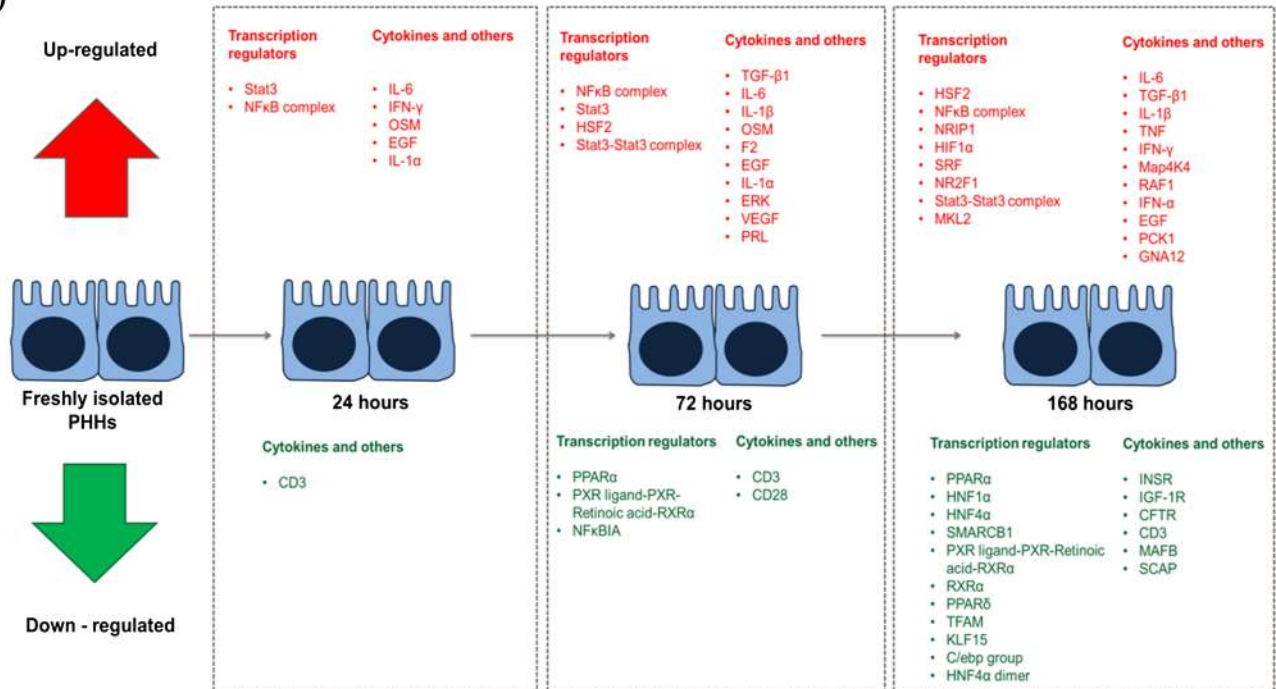 )
Up-regulated
Freshly isolated
PHHs
Down - regulated
Transcription
regulators
• Stat3
• NFκB complex
Cytokines and others
• IL-6
• IFN-γ
• OSM
• EGF
• IL-1α
24 hours
Cytokines and others
• CD3
Transcription
regulators
• NFκB complex
• Stat3
• HSF2
• Stat3-Stat3 complex
Cytokines and others
• TGF-β1
• IL-6
• IL-1β
• OSM
• F2
• EGF
• IL-1α
• ERK
• VEGF
• PRL
72 hours
Transcription regulators
• PPARα
• PXR ligand-PXR-
Retinoic acid-RXRα
• NFκBIA
Cytokines and others
• CD3
• CD28
Transcription
regulators
• HSF2
• NFκB complex
• NRIP1
• HIF1α
• SRF
• NR2F1
• Stat3-Stat3 complex
• MKL2
Cytokines and others
• IL-6
• TGF-β1
• IL-1β
• TNF
• IFN-γ
• Map4K4
• RAF1
• IFN-α
• EGF
• PCK1
• GNA12
168 hours
Transcription regulators
• PPARα
• HNF1α
• HNF4α
• SMARCB1
• PXR ligand-PXR-Retinoic
acid-RXRα
• RXRα
• PPARδ
• TFAM
• KLF15
• C/ebp group
• HNF4α dimer
Cytokines and others
• INSR
• IGF-1R
• CFTR
• CD3
• MAFB
• SCAP